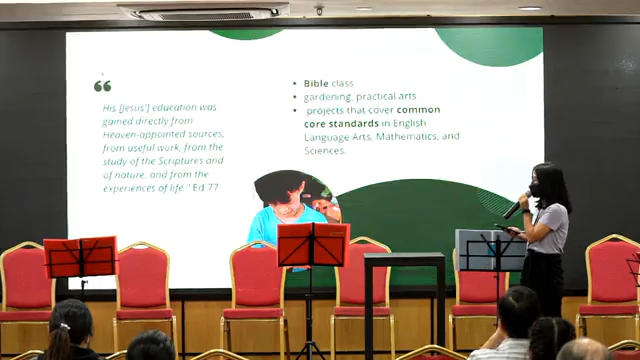 “
His [Jesus'] education was
gained directly from
Heaven-appointed sources;
from useful work, from the
study of the Scriptures and
of nature, and from the
experiences of life." Ed 77
• Bible class
• gardening, practical arts
• projects that cover common
core standards in English
Language Arts, Mathematics, and
Sciences.